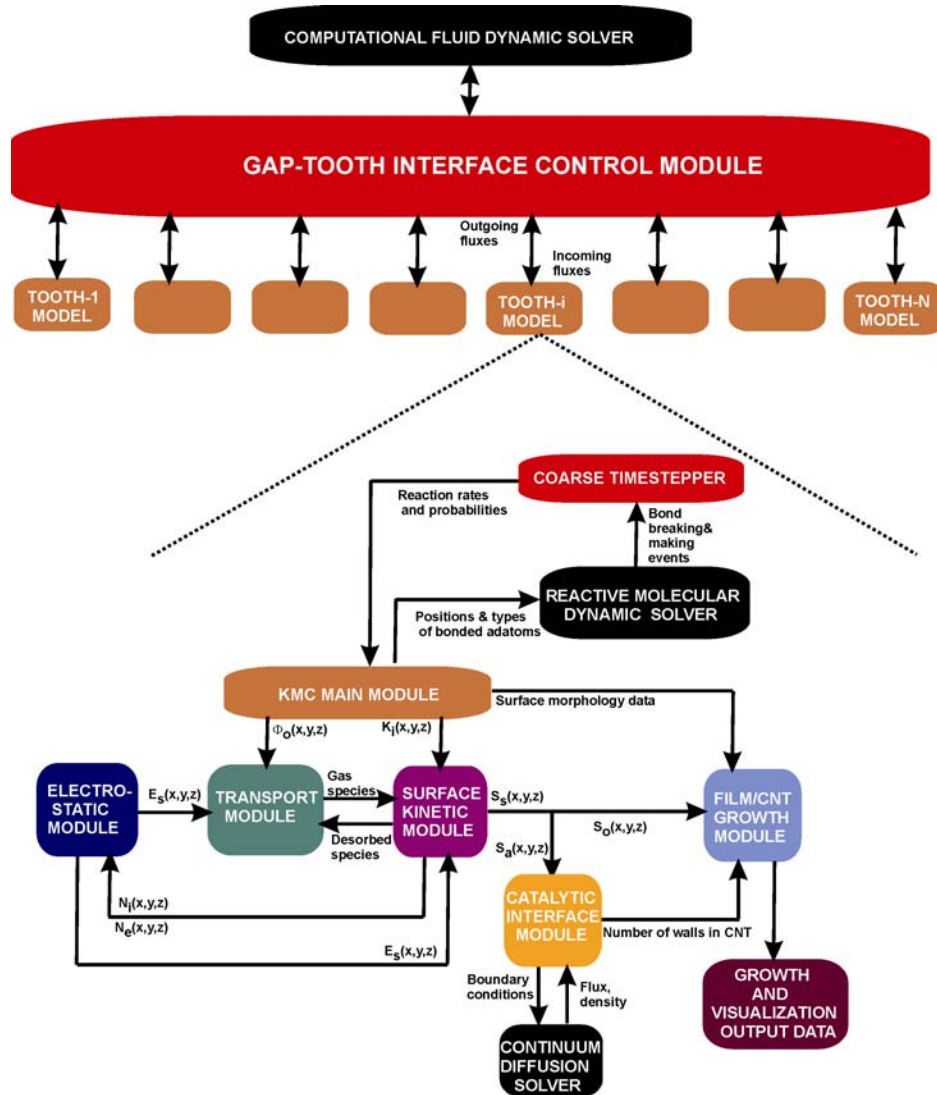 COMPUTATIONAL FLUID DYNAMIC SOLVER
GAP-TOOTH INTERFACE CONTROL MODULE
Outgoing
fluxes
Incoming
fluxes
TOOTH-1
MODEL
TOOTH-i
MODEL
TOOTH-N
MODEL
COARSE TIMESTEPPER
Reaction rates
and probabilities
Bond
breaking&
making
events
REACTIVE MOLECULAR
DYNAMIC SOLVER
Positions & types
of bonded adatoms
KMC MAIN MODULE
Surface morphology data
Φo(x,y,z)
Ki(x,y,z)
ELECTRO-
STATIC
MODULE
Es(x,y,z)
TRANSPORT
MODULE
Gas
species
Desorbed
species
SURFACE
KINETIC
MODULE
Ss(x,y,z)
So(x,y,z)
FILM/CNT
GROWTH
MODULE
Sa(x,y,z)
Ni(x,y,z)
Ne(x,y,z)
Es(x,y,z)
CATALYTIC
INTERFACE
MODULE
Number of walls in CNT
Boundary
conditions
Flux,
density
GROWTH
AND
VISUALIZATION
OUTPUT DATA
CONTINUUM
DIFFUSION
SOLVER